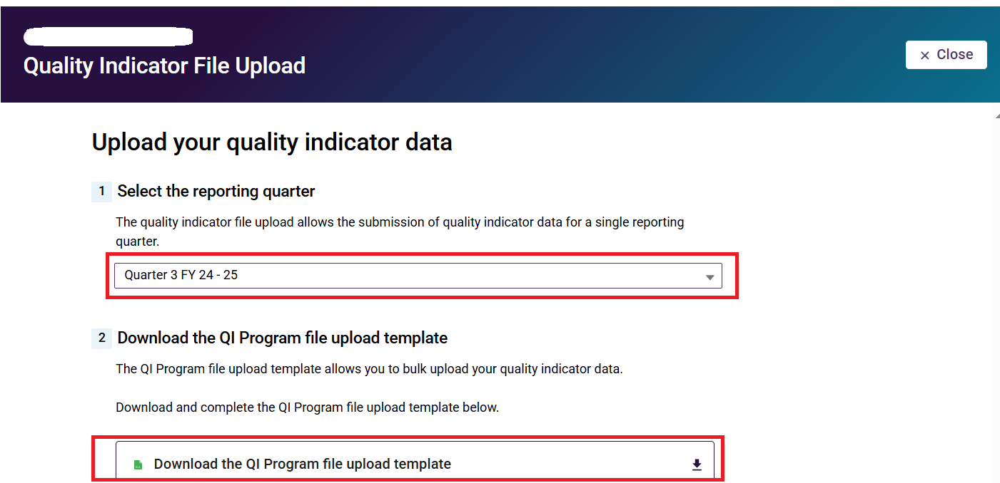 Quality Indicator File Upload
× Close
Upload your quality indicator data
1 Select the reporting quarter
The quality indicator file upload allows the submission of quality indicator data for a single reporting
quarter.
Quarter 3 FY 24 - 25
2 Download the QI Program file upload template
The QI Program file upload template allows you to bulk upload your quality indicator data.
Download and complete the QI Program file upload template below.
Download the QI Program file upload template